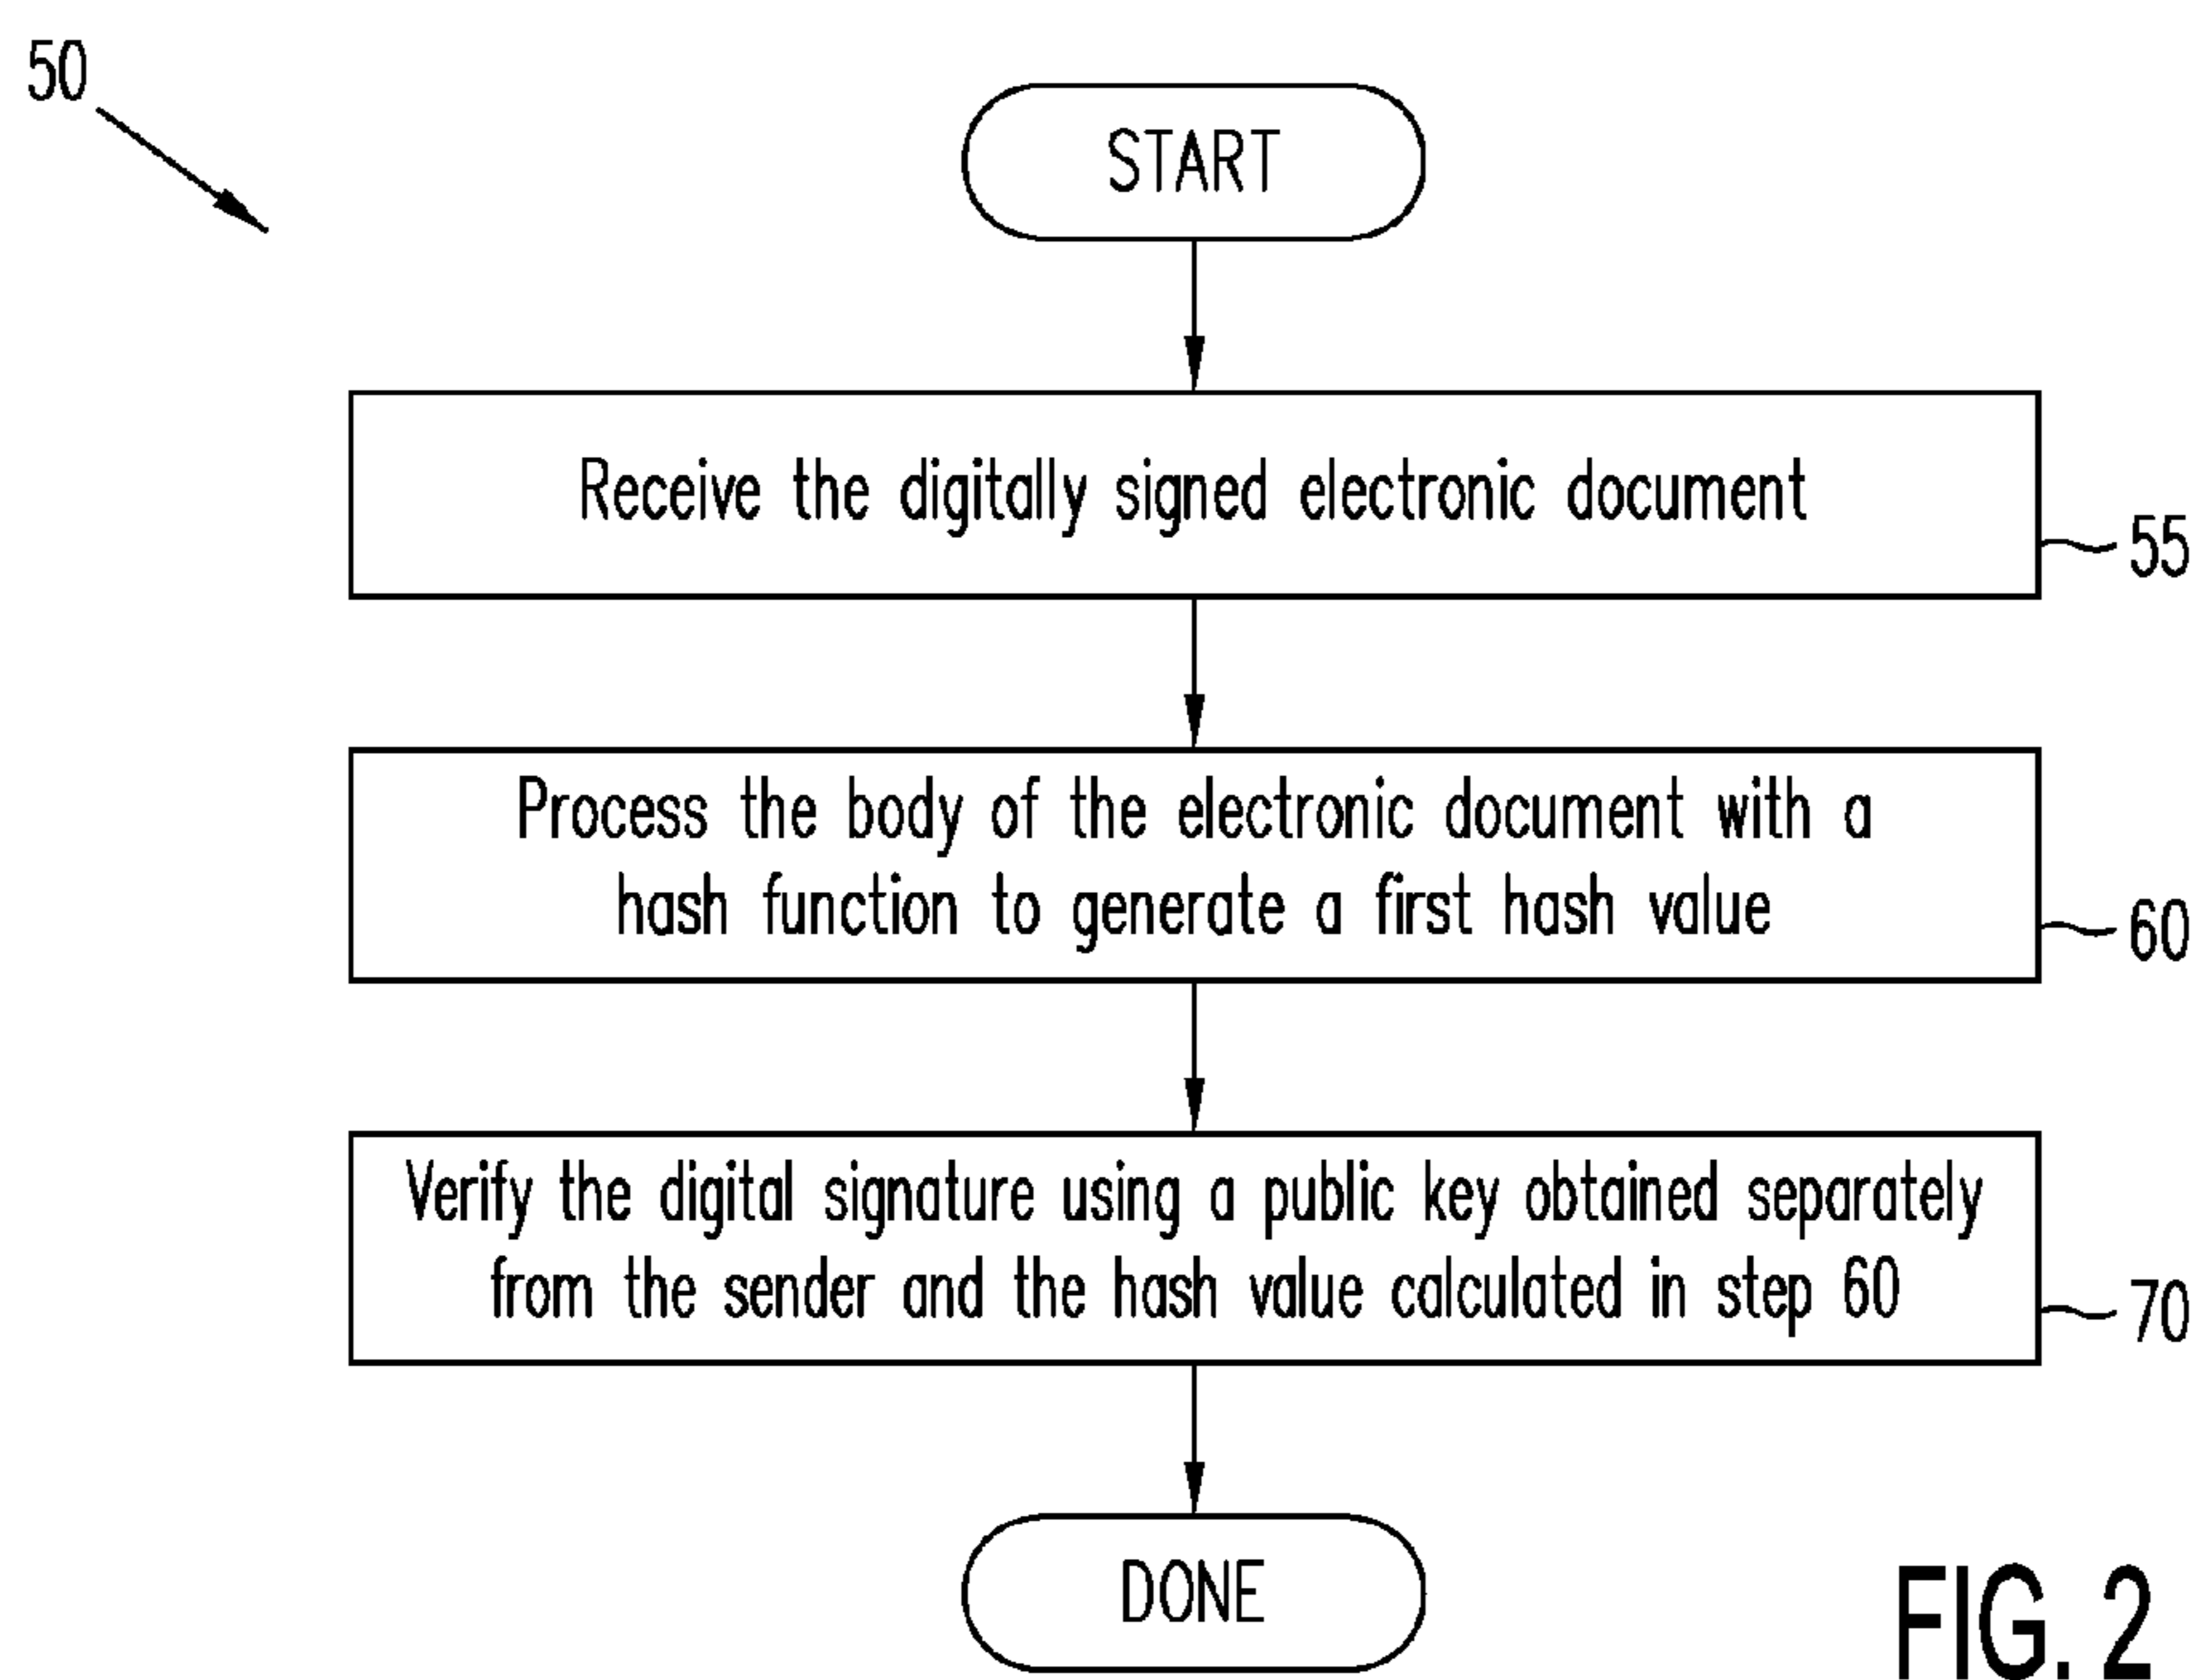 50
START
Receive the digitally signed electronic document
55
Process the body of the electronic document with a
hash function to generate a first hash value
60
Verify the digital signature using a public key obtained separately
from the sender and the hash value calculated in step 60
70
DONE
FIG. 2